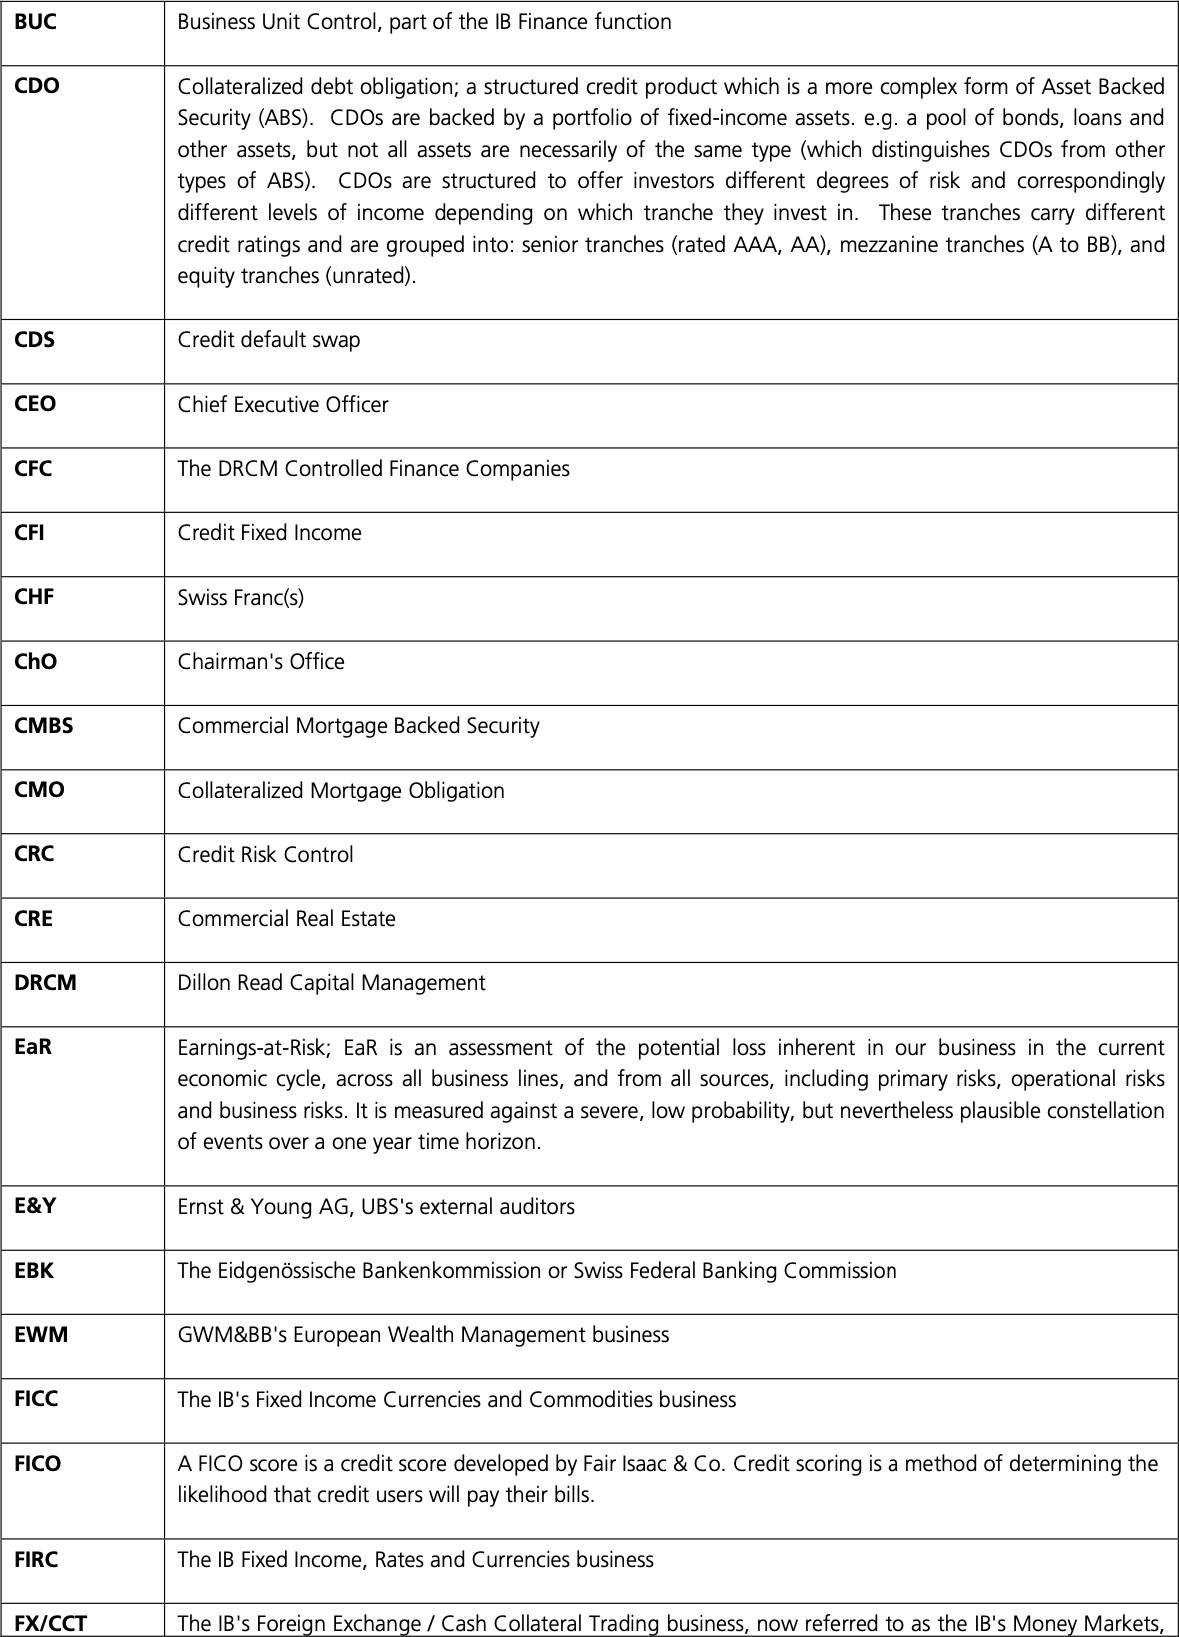 BUC Business Unit Control, part of the IB Finance function
CDO Collateralized debt obligation; a structured credit product which is a more complex form of Asset Backed
Security (ABS). CDOs are backed by a portfolio of fixed-income assets. e.g. a pool of bonds, loans and
other assets, but not all assets are necessarily of the same type (which distinguishes CDOs from other
types of ABS). CDOs are structured to offer investors different degrees of risk and correspondingly
different levels of income depending on which tranche they invest in. These tranches carry different
credit ratings and are grouped into: senior tranches (rated AAA, AA), mezzanine tranches (A to BB), and
equity tranches (unrated).
CDS Credit default swap
CEO Chief Executive Officer
CFC The DRCM Controlled Finance Companies
CFI Credit Fixed Income
CHF Swiss Franc(s)
ChO Chairman's Office
CMBS Commercial Mortgage Backed Security
CMO Collateralized Mortgage Obligation
CRC Credit Risk Control
CRE Commercial Real Estate
DRCM Dillon Read Capital Management
EaR Earnings-at-Risk; EaR is an assessment of the potential loss inherent in our business in the current
economic cycle, across all business lines, and from all sources, including primary risks, operational risks
and business risks. It is measured against a severe, low probability, but nevertheless plausible constellation
of events over a one year time horizon.
E&Y Ernst & Young AG, UBS's external auditors
EBK The Eidgenössische Bankenkommission or Swiss Federal Banking Commission
EWM GWM&BB's European Wealth Management business
FICC The IB's Fixed Income Currencies and Commodities business
FICO A FICO score is a credit score developed by Fair Isaac & Co. Credit scoring is a method of determining the
likelihood that credit users will pay their bills.
FIRC The IB Fixed Income, Rates and Currencies business
FX/CCT The IB's Foreign Exchange / Cash Collateral Trading business, now referred to as the IB's Money Markets,